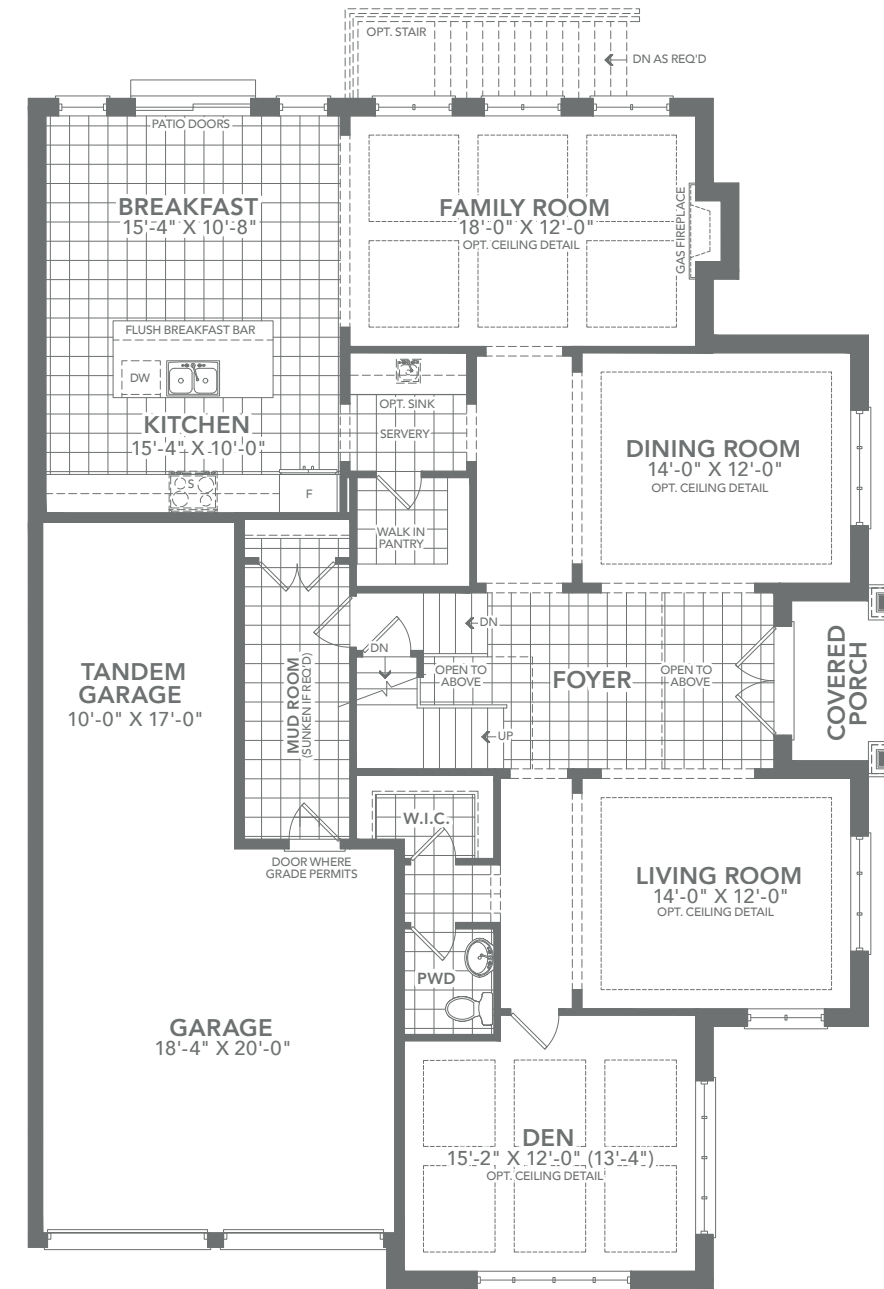 OPT. STAIR
DN AS REQ'D
PATIO DOORS
BREAKFAST
15'-4" X 10'-8"
FAMILY ROOM
18'-0" X 12'-0"
OPT. CEILING DETAIL
GAS FIREPLACE
FLUSH BREAKFAST BAR
DW
KITCHEN
15'-4" X 10'-0"
S
F
OPT. SINK
SERVERY
WALK IN
PANTRY
DINING ROOM
14'-0" X 12'-0"
OPT. CEILING DETAIL
TANDEM
GARAGE
10'-0" X 17'-0"
MUD ROOM
(SUNKEN IF REQ'D)
DN
DN
OPEN TO
ABOVE
FOYER
OPEN TO
ABOVE
UP
COVERED
PORCH
W.I.C.
DOOR WHERE
GRADE PERMITS
LIVING ROOM
14'-0" X 12'-0"
OPT. CEILING DETAIL
PWD
GARAGE
18'-4" X 20'-0"
DEN
15'-2" X 12'-0" (13'-4")
OPT. CEILING DETAIL